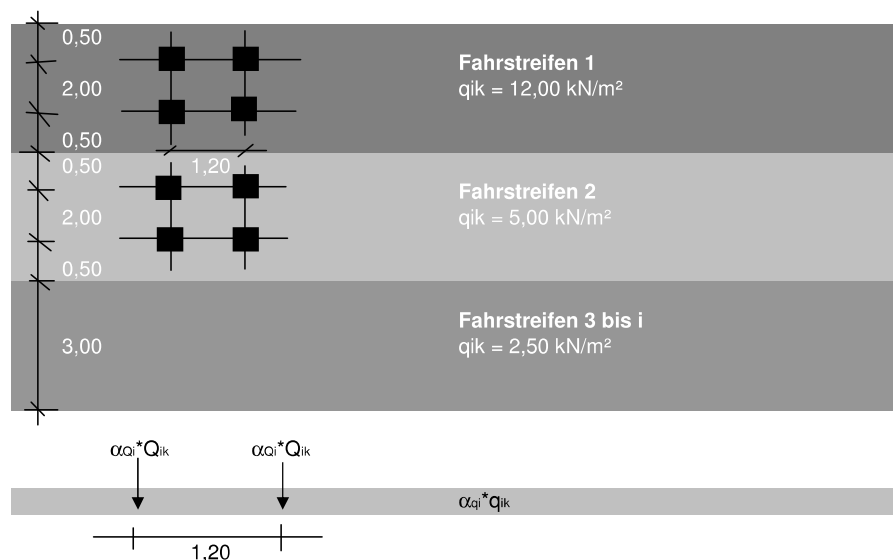 0,50
2,00
0,50
Fahrstreifen 1
qik = 12,00 kN/m²
1,20
0,50
2,00
0,50
Fahrstreifen 2
qik = 5,00 kN/m²
3,00
Fahrstreifen 3 bis i
qik = 2,50 kN/m²
αQi*Qik αQi*Qik
αqi*qik
1,20